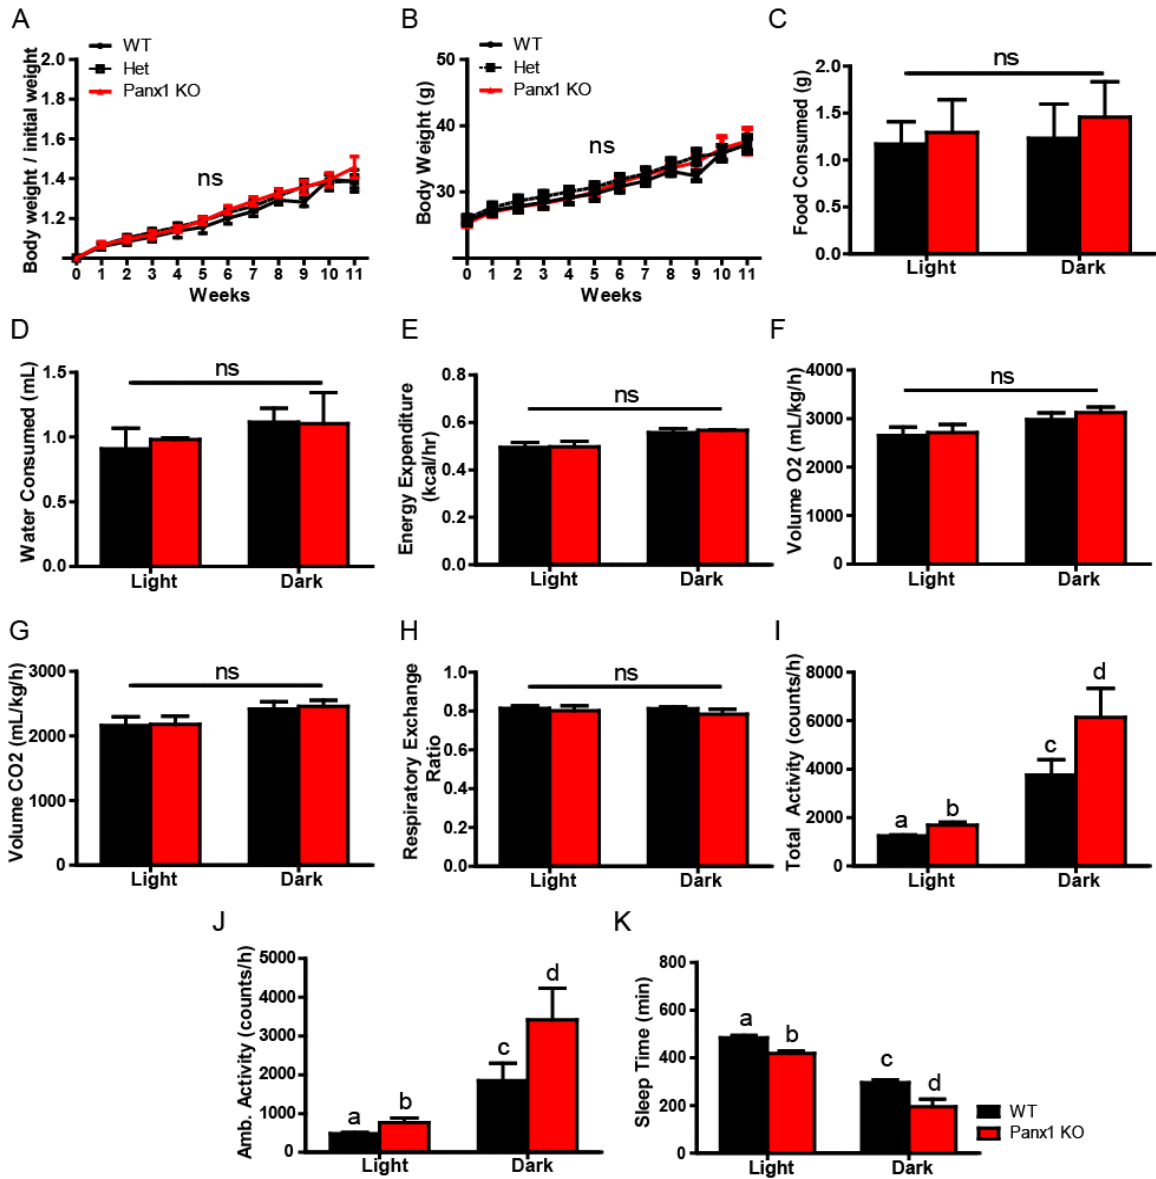 A
WT
Het
Panx1 KO
Body weight / initial weight
2.0
1.8
1.6
1.4
1.2
ns
0 1 2 3 4 5 6 7 8 9 10 11
Weeks
B
WT
Het
Panx1 KO
Body Weight (g)
50
40
30
ns
0 1 2 3 4 5 6 7 8 9 10 11
Weeks
C
Food Consumed (g)
2.0
1.5
1.0
0.5
0.0
ns
Light Dark
D
Water Consumed (mL)
1.5
1.0
0.5
0.0
ns
Light Dark
E
Energy Expenditure
(kcal/hr)
0.8
0.6
0.4
0.2
0.0
ns
Light Dark
F
Volume O2 (mL/kg/h)
4000
3000
2000
1000
0
ns
Light Dark
G
Volume CO2 (mL/kg/h)
3000
2000
1000
0
ns
Light Dark
H
Respiratory Exchange
Ratio
1.0
0.8
0.6
0.4
0.2
0.0
ns
Light Dark
I
Total Activity (counts/h)
8000
6000
4000
2000
0
a b c d
Light Dark
J
Amb. Activity (counts/h)
5000
4000
3000
2000
1000
0
a b c d
Light Dark
K
Sleep Time (min)
800
600
400
200
0
a b c d
Light Dark
WT
Panx1 KO